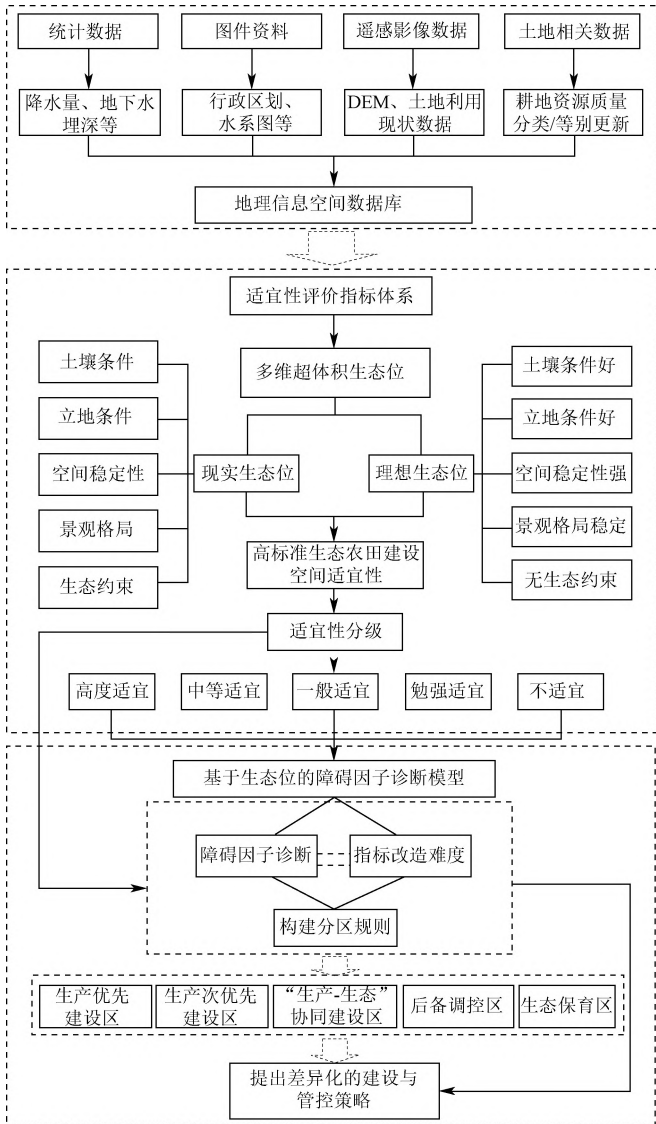 统计数据
图件资料
遥感影像数据
土地相关数据
降水量、地下水
埋深等
行政区划、
水系图等
DEM、土地利用
现状数据
耕地资源质量
分类/等别更新
地理信息空间数据库
适宜性评价指标体系
多维超体积生态位
土壤条件
立地条件
空间稳定性
景观格局
生态约束
现实生态位
理想生态位
土壤条件好
立地条件好
空间稳定性强
景观格局稳定
无生态约束
高标准生态农田建设
空间适宜性
适宜性分级
高度适宜
中等适宜
一般适宜
勉强适宜
不适宜
基于生态位的障碍因子诊断模型
障碍因子诊断
指标改造难度
构建分区规则
生产优先
建设区
生产次优先
建设区
“生产-生态”
协同建设区
后备调控区
生态保育区
提出差异化的建设与
管控策略